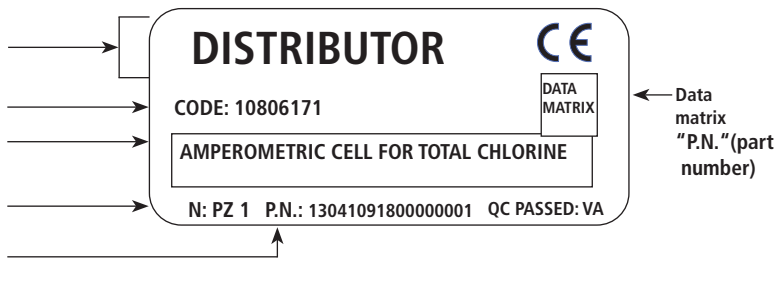 DISTRIBUTOR CE
DATA
MATRIX
CODE: 10806171
AMPEROMETRIC CELL FOR TOTAL CHLORINE
N: PZ 1 P.N.: 13041091800000001 QC PASSED: VA
Data
matrix
“P.N.“(part
number)